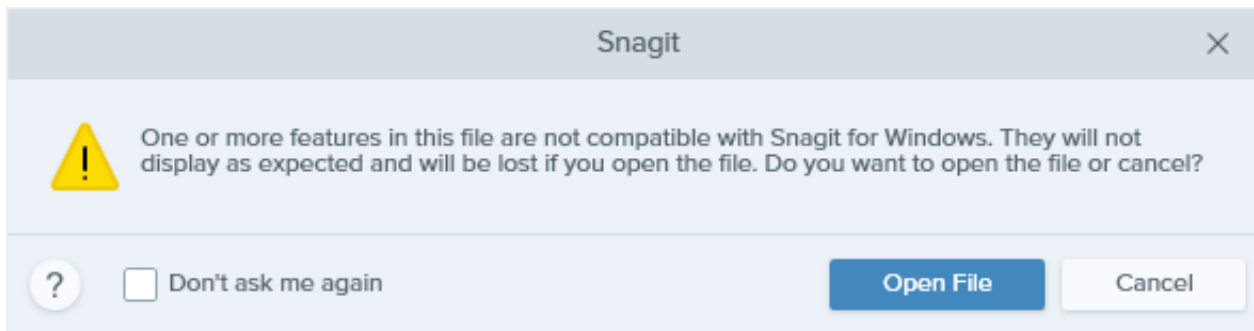 Snagit
One or more features in this file are not compatible with Snagit for Windows. They will not
display as expected and will be lost if you open the file. Do you want to open the file or cancel?
? Don't ask me again Open File Cancel